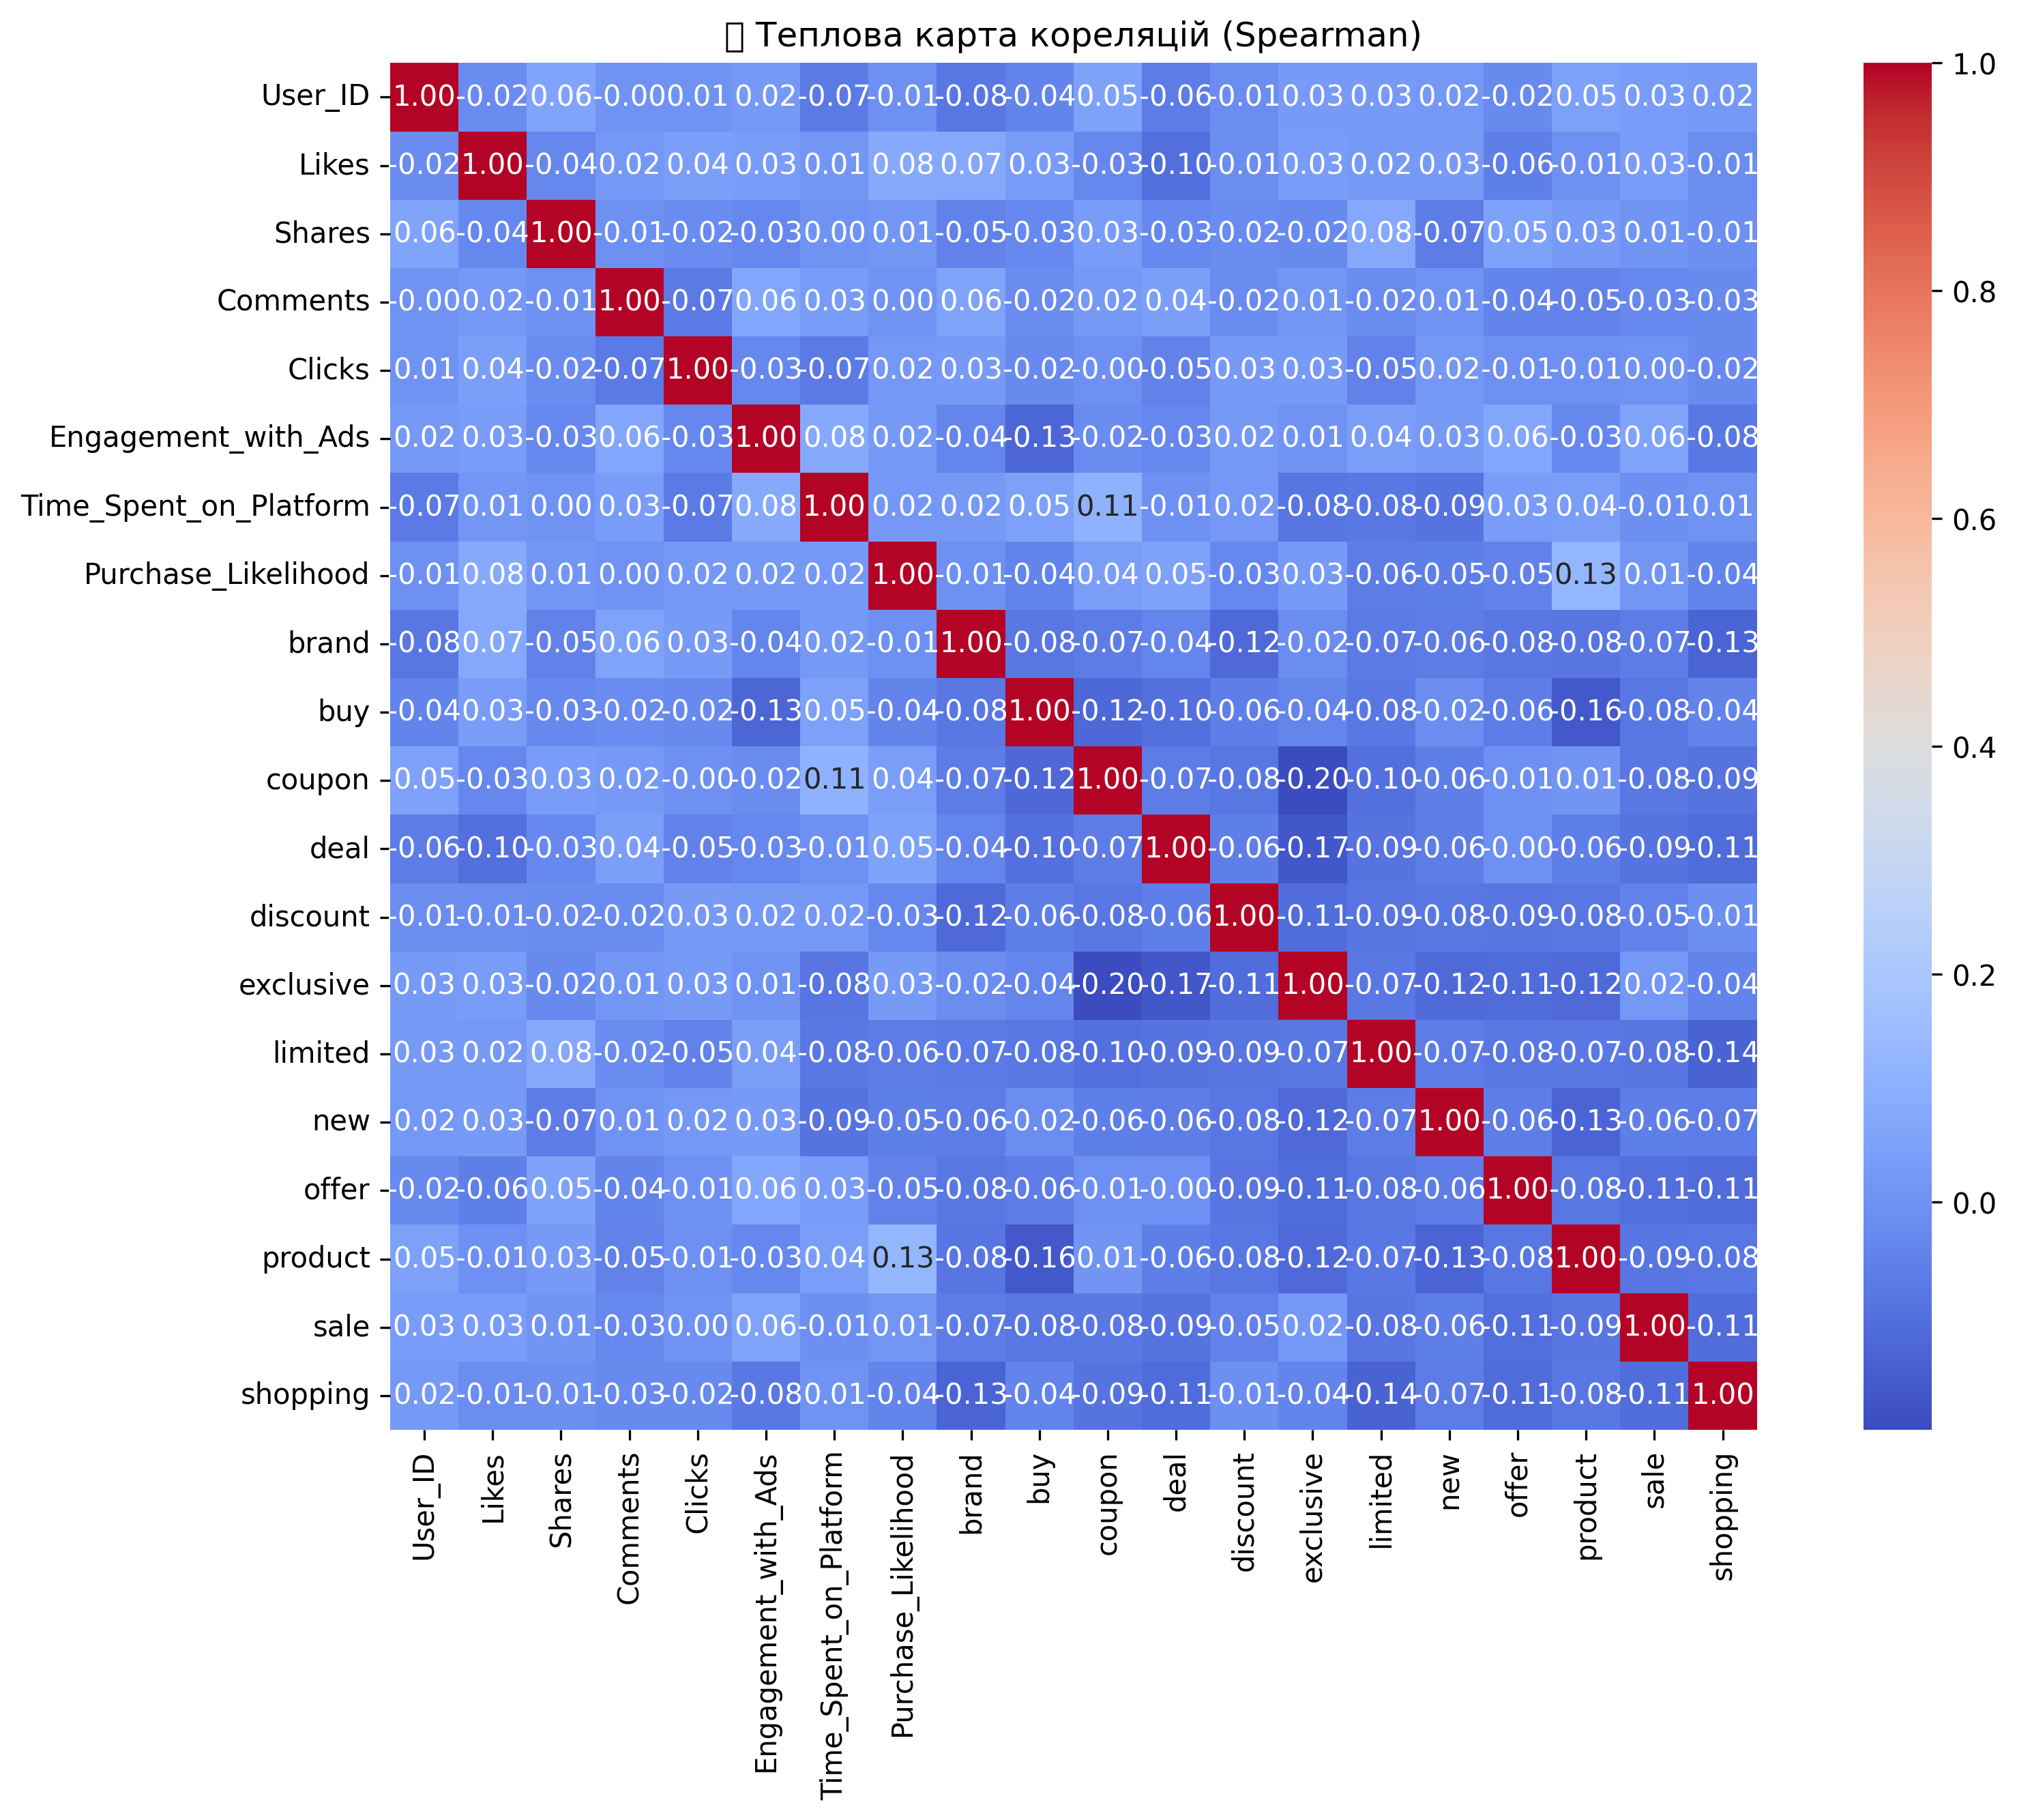 ▯ Теплова карта кореляцій (Spearman)
User_ID 1.00 -0.02 0.06 -0.00 0.01 0.02 -0.07 -0.01 -0.08 -0.04 0.05 -0.06 -0.01 0.03 0.03 0.02 -0.02 0.05 0.03 0.02
Likes -0.02 1.00 -0.04 0.02 0.04 0.03 0.01 0.08 0.07 0.03 -0.03 -0.10 -0.01 0.03 0.02 0.03 -0.06 -0.01 0.03 -0.01
Shares 0.06 -0.04 1.00 -0.01 -0.02 -0.03 0.00 0.01 -0.05 -0.03 0.03 -0.03 -0.02 -0.02 0.08 -0.07 0.05 0.03 0.01 -0.01
Comments -0.00 0.02 -0.01 1.00 -0.07 0.06 0.03 0.00 0.06 -0.02 0.02 0.04 -0.02 0.01 -0.02 0.01 -0.04 -0.05 -0.03 -0.03
Clicks 0.01 0.04 -0.02 -0.07 1.00 -0.03 -0.07 0.02 0.03 -0.02 -0.00 -0.05 0.03 0.03 -0.05 0.02 -0.01 -0.01 0.00 -0.02
Engagement_with_Ads 0.02 0.03 -0.03 0.06 -0.03 1.00 0.08 0.02 -0.04 -0.13 -0.02 -0.03 0.02 0.01 0.04 0.03 0.06 -0.03 0.06 -0.08
Time_Spent_on_Platform -0.07 0.01 0.00 0.03 -0.07 0.08 1.00 0.02 0.02 0.05 0.11 -0.01 0.02 -0.08 -0.08 -0.09 0.03 0.04 -0.01 0.01
Purchase_Likelihood -0.01 0.08 0.01 0.00 0.02 0.02 0.02 1.00 -0.01 -0.04 0.04 0.05 -0.03 0.03 -0.06 -0.05 -0.05 0.13 0.01 -0.04
brand -0.08 0.07 -0.05 0.06 0.03 -0.04 0.02 -0.01 1.00 -0.08 -0.07 -0.04 -0.12 -0.02 -0.07 -0.06 -0.08 -0.08 -0.07 -0.13
buy -0.04 0.03 -0.03 -0.02 -0.02 -0.13 0.05 -0.04 -0.08 1.00 -0.12 -0.10 -0.06 -0.04 -0.08 -0.02 -0.06 -0.16 -0.08 -0.04
coupon 0.05 -0.03 0.03 0.02 -0.00 -0.02 0.11 0.04 -0.07 -0.12 1.00 -0.07 -0.08 -0.20 -0.10 -0.06 -0.01 0.01 -0.08 -0.09
deal -0.06 -0.10 -0.03 0.04 -0.05 -0.03 -0.01 0.05 -0.04 -0.10 -0.07 1.00 -0.06 -0.17 -0.09 -0.06 -0.00 -0.06 -0.09 -0.11
discount -0.01 -0.01 -0.02 -0.02 0.03 0.02 0.02 -0.03 -0.12 -0.06 -0.08 -0.06 1.00 -0.11 -0.09 -0.08 -0.09 -0.08 -0.05 -0.01
exclusive 0.03 0.03 -0.02 0.01 0.03 0.01 -0.08 0.03 -0.02 -0.04 -0.20 -0.17 -0.11 1.00 -0.07 -0.12 -0.11 -0.12 0.02 -0.04
limited 0.03 0.02 0.08 -0.02 -0.05 0.04 -0.08 -0.06 -0.07 -0.08 -0.10 -0.09 -0.09 -0.07 1.00 -0.07 -0.08 -0.07 -0.08 -0.14
new 0.02 0.03 -0.07 0.01 0.02 0.03 -0.09 -0.05 -0.06 -0.02 -0.06 -0.06 -0.08 -0.12 -0.07 1.00 -0.06 -0.13 -0.06 -0.07
offer -0.02 -0.06 0.05 -0.04 -0.01 0.06 0.03 -0.05 -0.08 -0.06 -0.01 -0.00 -0.09 -0.11 -0.08 -0.06 1.00 -0.08 -0.11 -0.11
product 0.05 -0.01 0.03 -0.05 -0.01 -0.03 0.04 0.13 -0.08 -0.16 0.01 -0.06 -0.08 -0.12 -0.07 -0.13 -0.08 1.00 -0.09 -0.08
sale 0.03 0.03 0.01 -0.03 0.00 0.06 -0.01 0.01 -0.07 -0.08 -0.08 -0.09 -0.05 0.02 -0.08 -0.06 -0.11 -0.09 1.00 -0.11
shopping 0.02 -0.01 -0.01 -0.03 -0.02 -0.08 0.01 -0.04 -0.13 -0.04 -0.09 -0.11 -0.01 -0.04 -0.14 -0.07 -0.11 -0.08 -0.11 1.00
User_ID
Likes
Shares
Comments
Clicks
Engagement_with_Ads
Time_Spent_on_Platform
Purchase_Likelihood
brand
buy
coupon
deal
discount
exclusive
limited
new
offer
product
sale
shopping
1.0
0.8
0.6
0.4
0.2
0.0